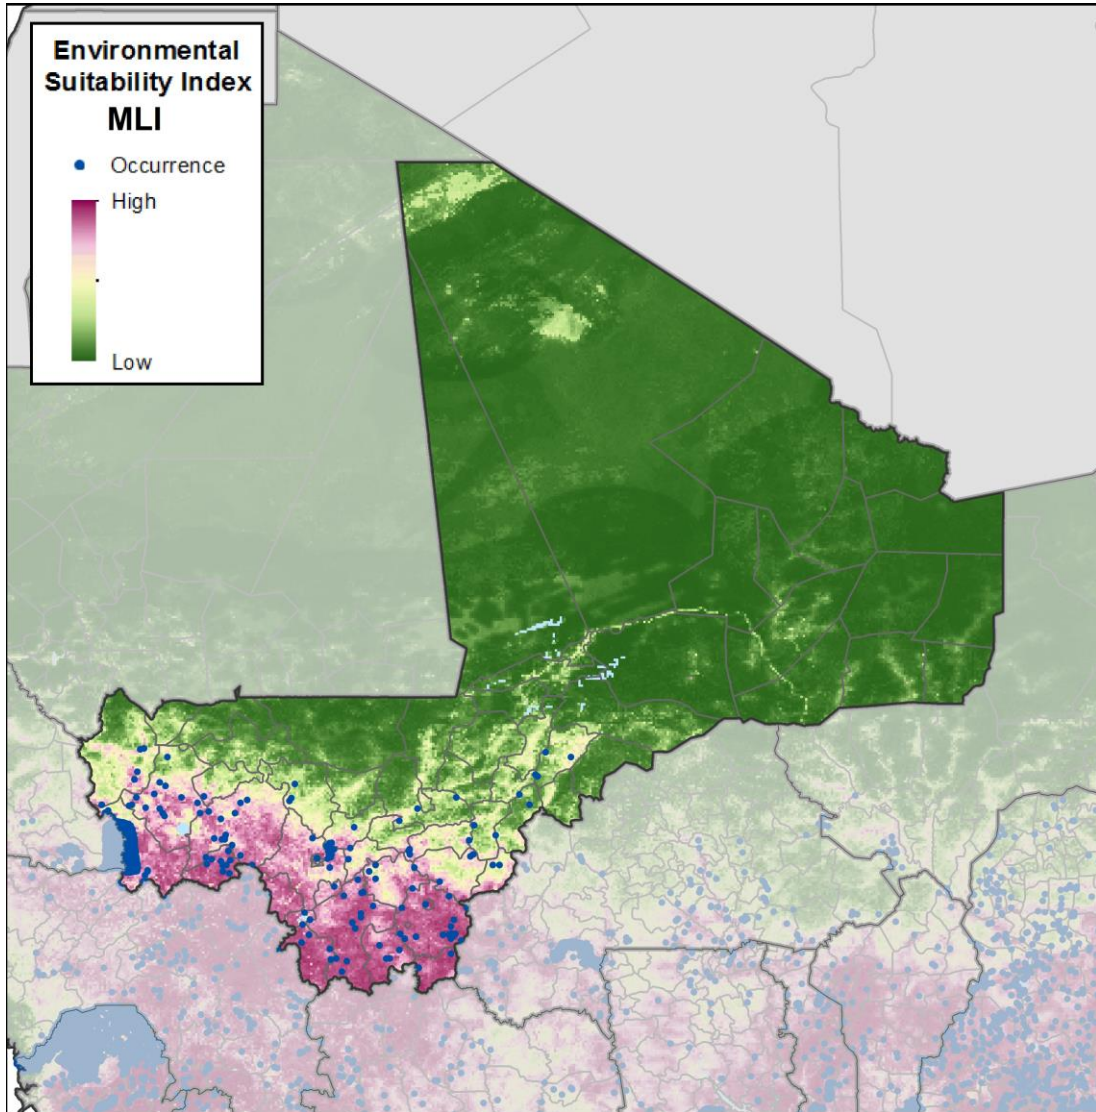 Environmental
Suitability Index
MLI
Occurrence
High
Low